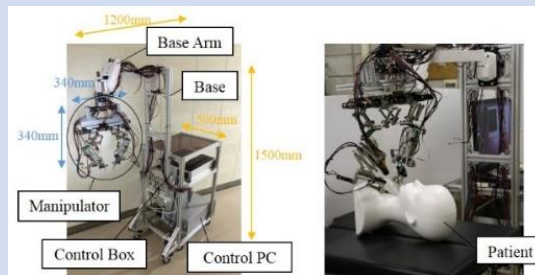 1200mm
Base Arm
340mm
Base
500mm
340mm
1500mm
Manipulator
Control Box
Control PC
Patient